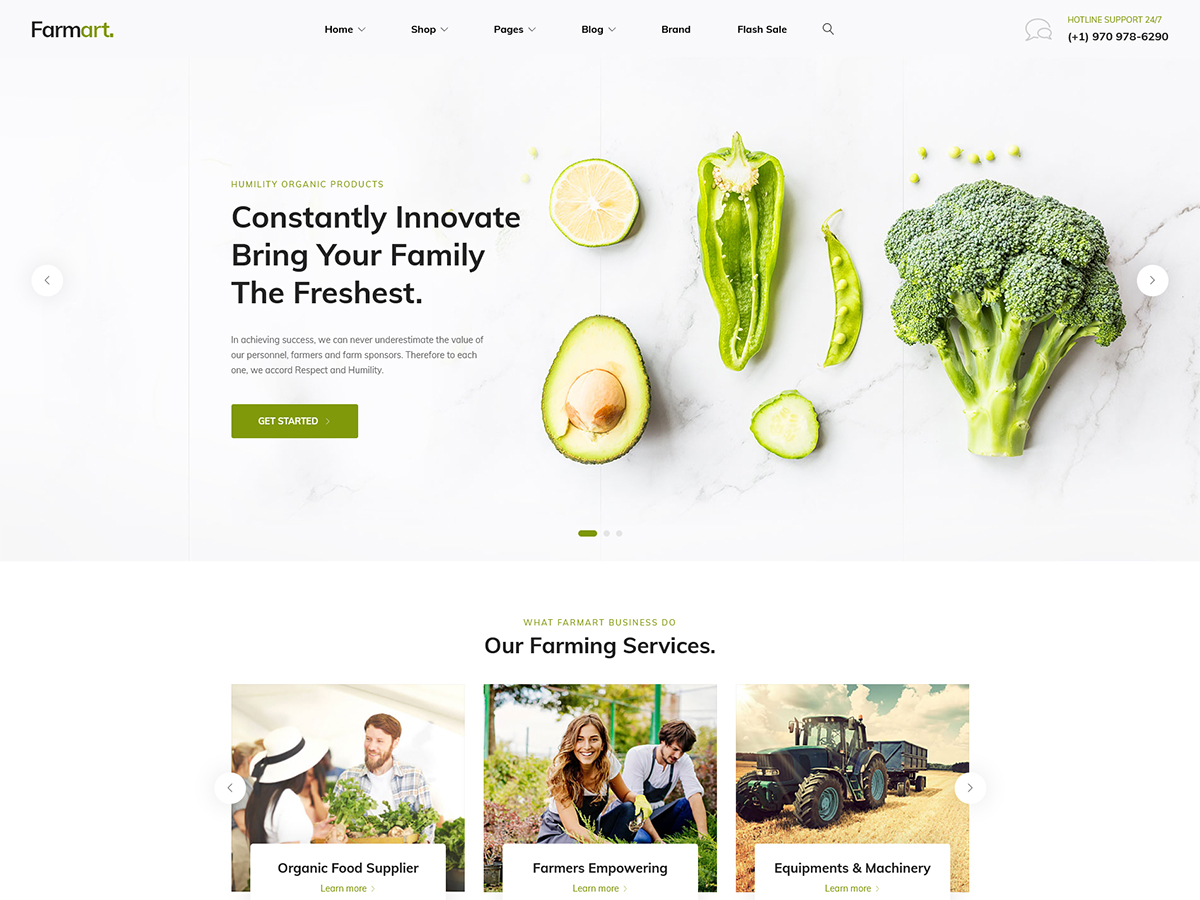 Farmart.
Home
Shop
Pages
Blog
Brand
Flash Sale
HOTLINE SUPPORT 24/7
(+1) 970 978-6290
HUMILITY ORGANIC PRODUCTS
Constantly Innovate
Bring Your Family
The Freshest.
In achieving success, we can never underestimate the value of
our personnel, farmers and farm sponsors. Therefore to each
one, we accord Respect and Humility.
GET STARTED
WHAT FARMART BUSINESS DO
Our Farming Services.
Organic Food Supplier
Learn more
Farmers Empowering
Learn more
Equipments & Machinery
Learn more